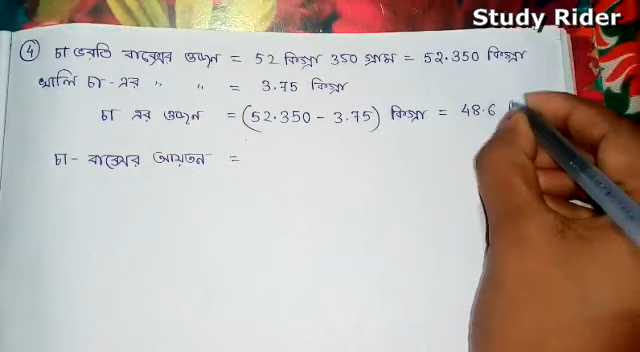 Study Rider
④ চা ভরতি বাক্সের ওজন = 52 কিগ্রা 350 গ্রাম = 52.350 কিগ্রা
খালি চা-এর " " = 3.75 কিগ্রা
চা এর ওজন = (52.350 - 3.75) কিগ্রা = 48.6
চা-বাক্সের আয়তন =